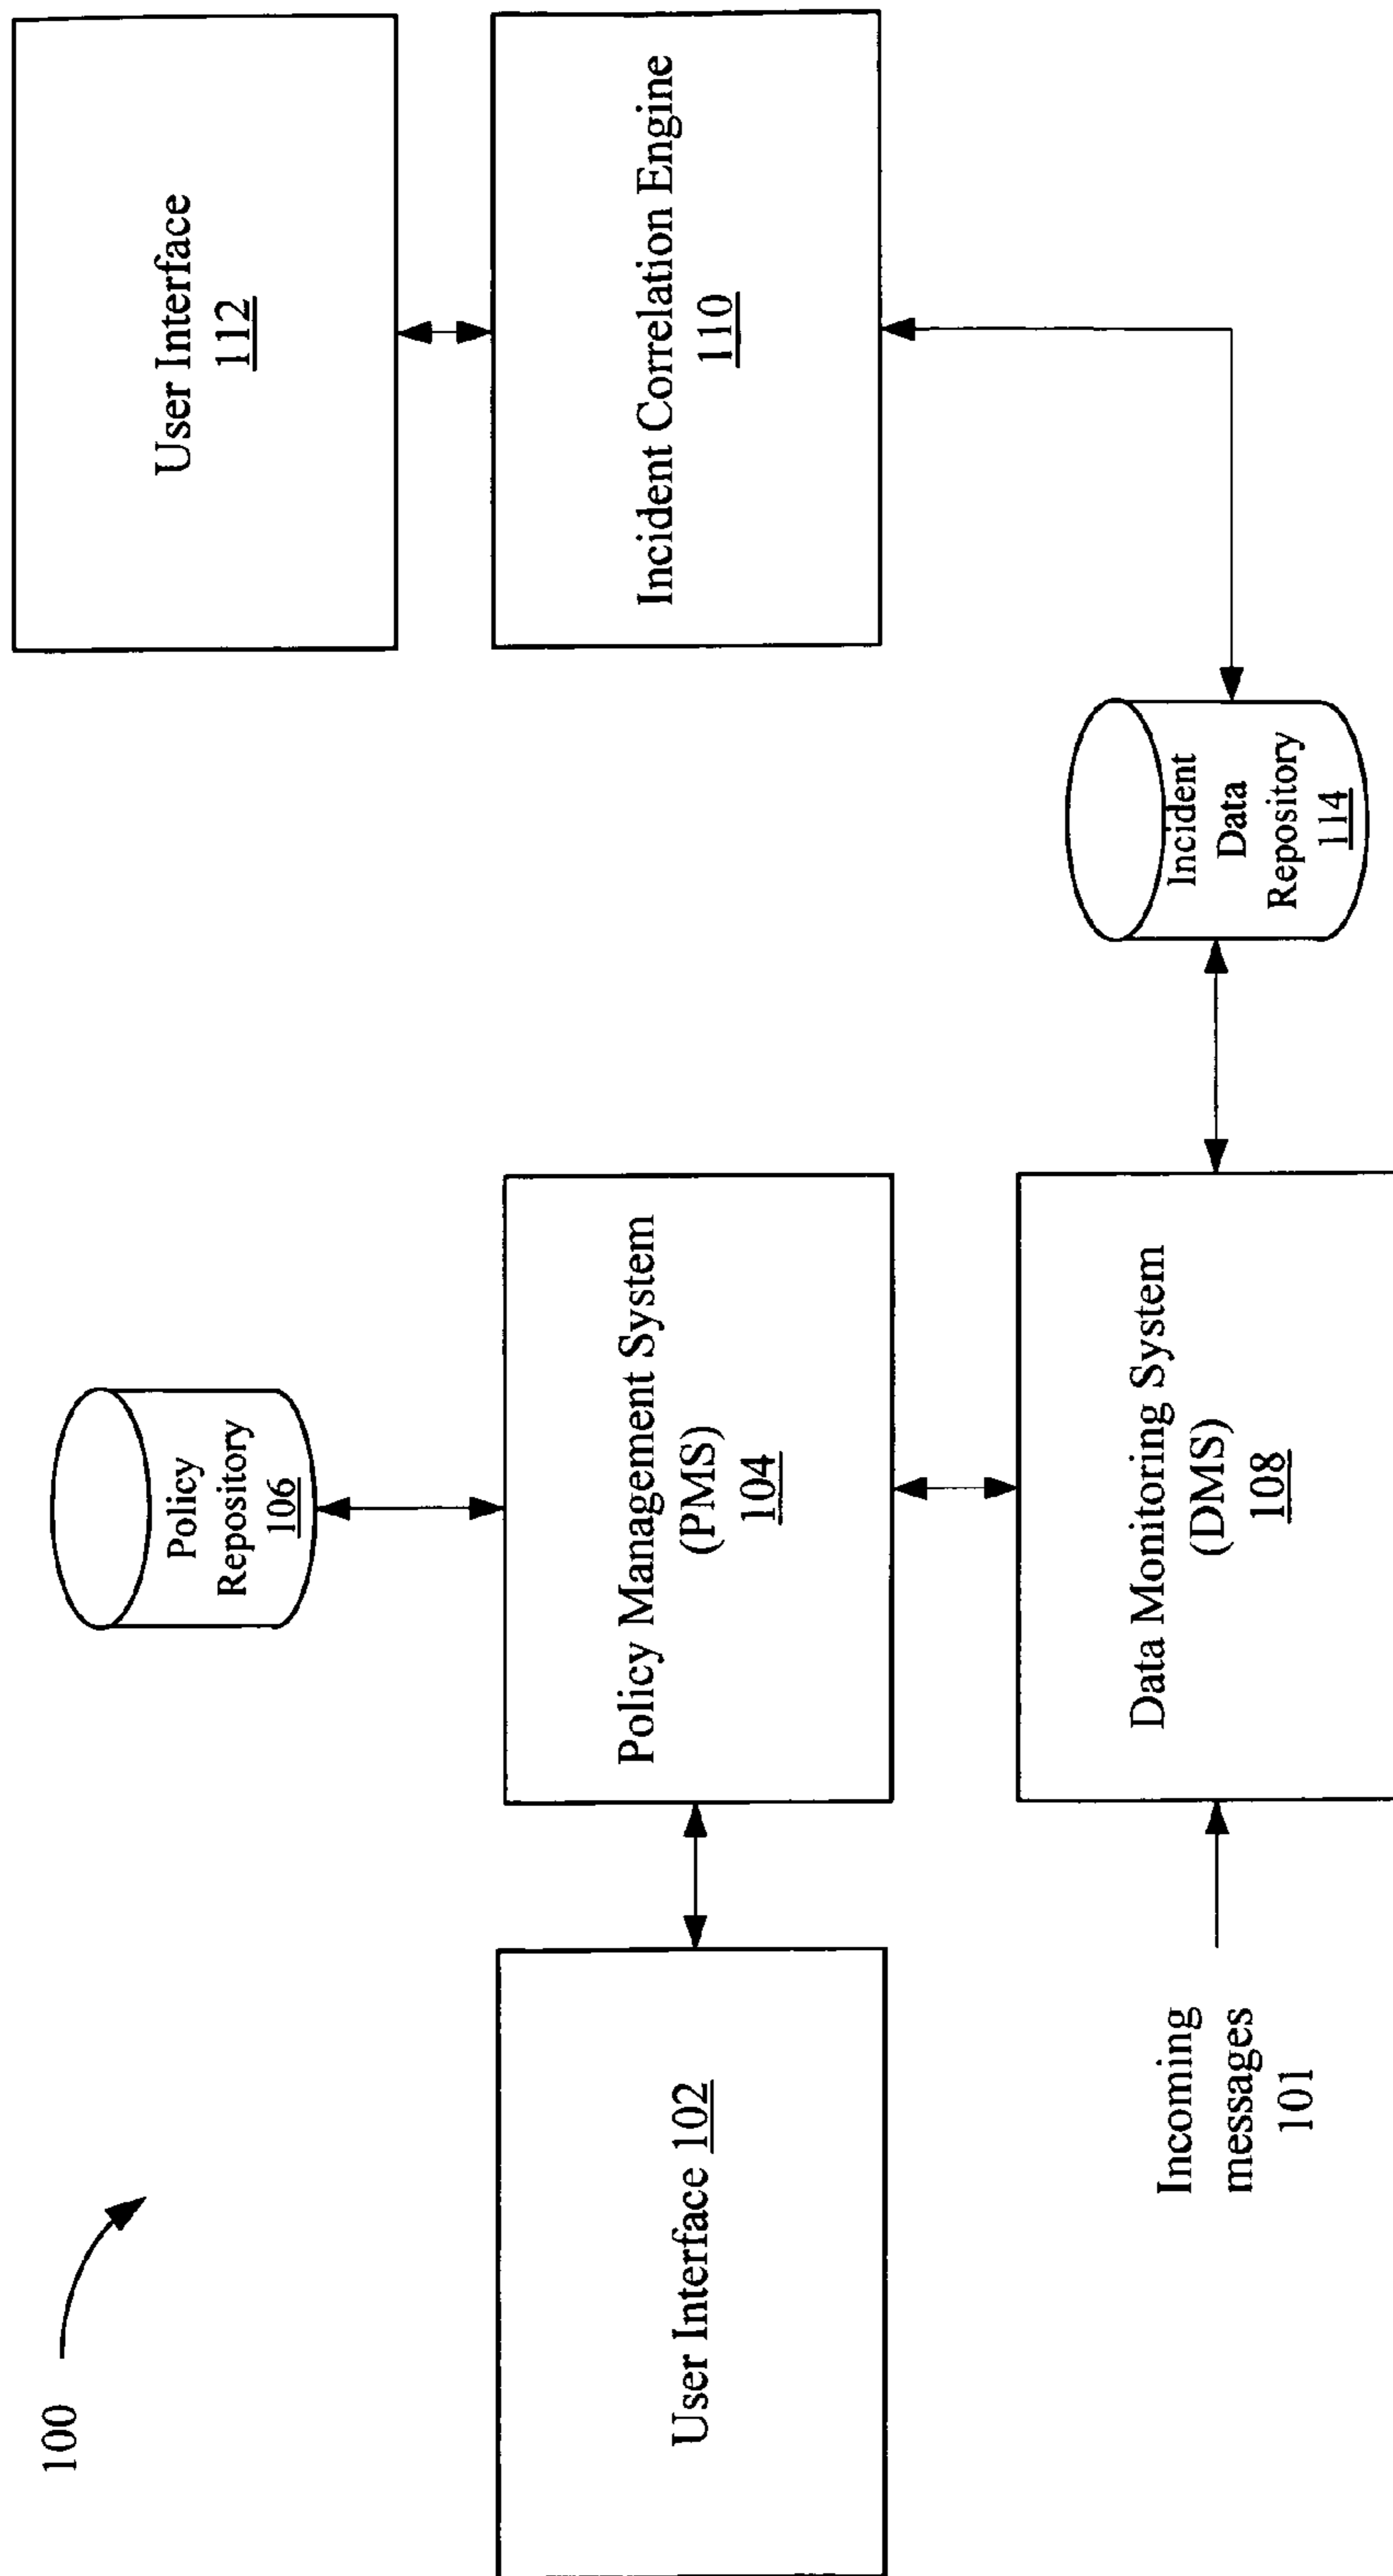 100
User Interface 102
Incoming
messages
101
Policy
Repository
106
Policy Management System
(PMS)
104
Data Monitoring System
(DMS)
108
Incident
Data
Repository
114
User Interface
112
Incident Correlation Engine
110